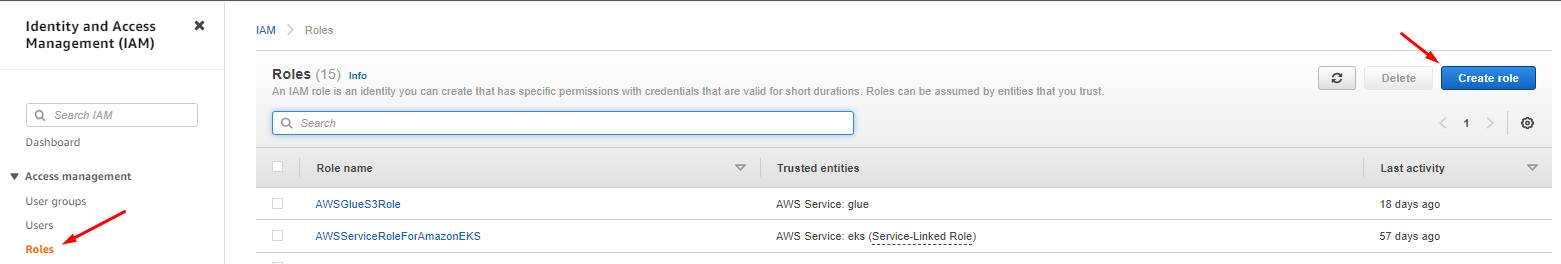 Identity and Access
Management (IAM)
Search IAM
Dashboard
Access management
User groups
Users
Roles
IAM
Roles
Roles (15) Info
An IAM role is an identity you can create that has specific permissions with credentials that are valid for short durations. Roles can be assumed by entities that you trust.
Delete
Create role
Search
1
Role name
Trusted entities
Last activity
AWSGlueS3Role
AWS Service: glue
18 days ago
AWSServiceRoleForAmazonEKS
AWS Service: eks (Service-Linked Role)
57 days ago